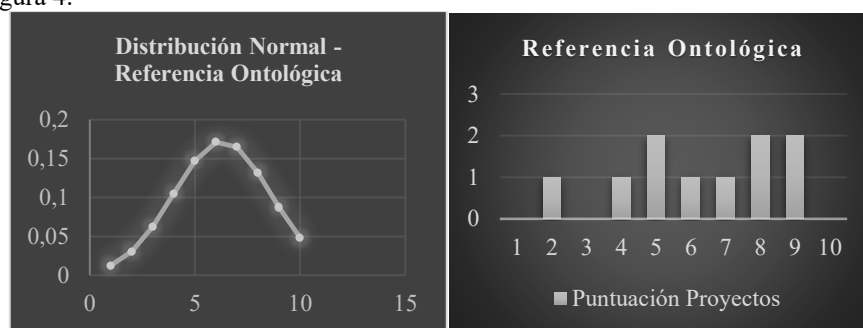 gura 4.
Distribución Normal -
Referencia Ontológica
0,2
0,15
0,1
0,05
0
0 5 10 15
Referencia Ontológica
3
2
1
0
1 2 3 4 5 6 7 8 9 10
Puntuación Proyectos